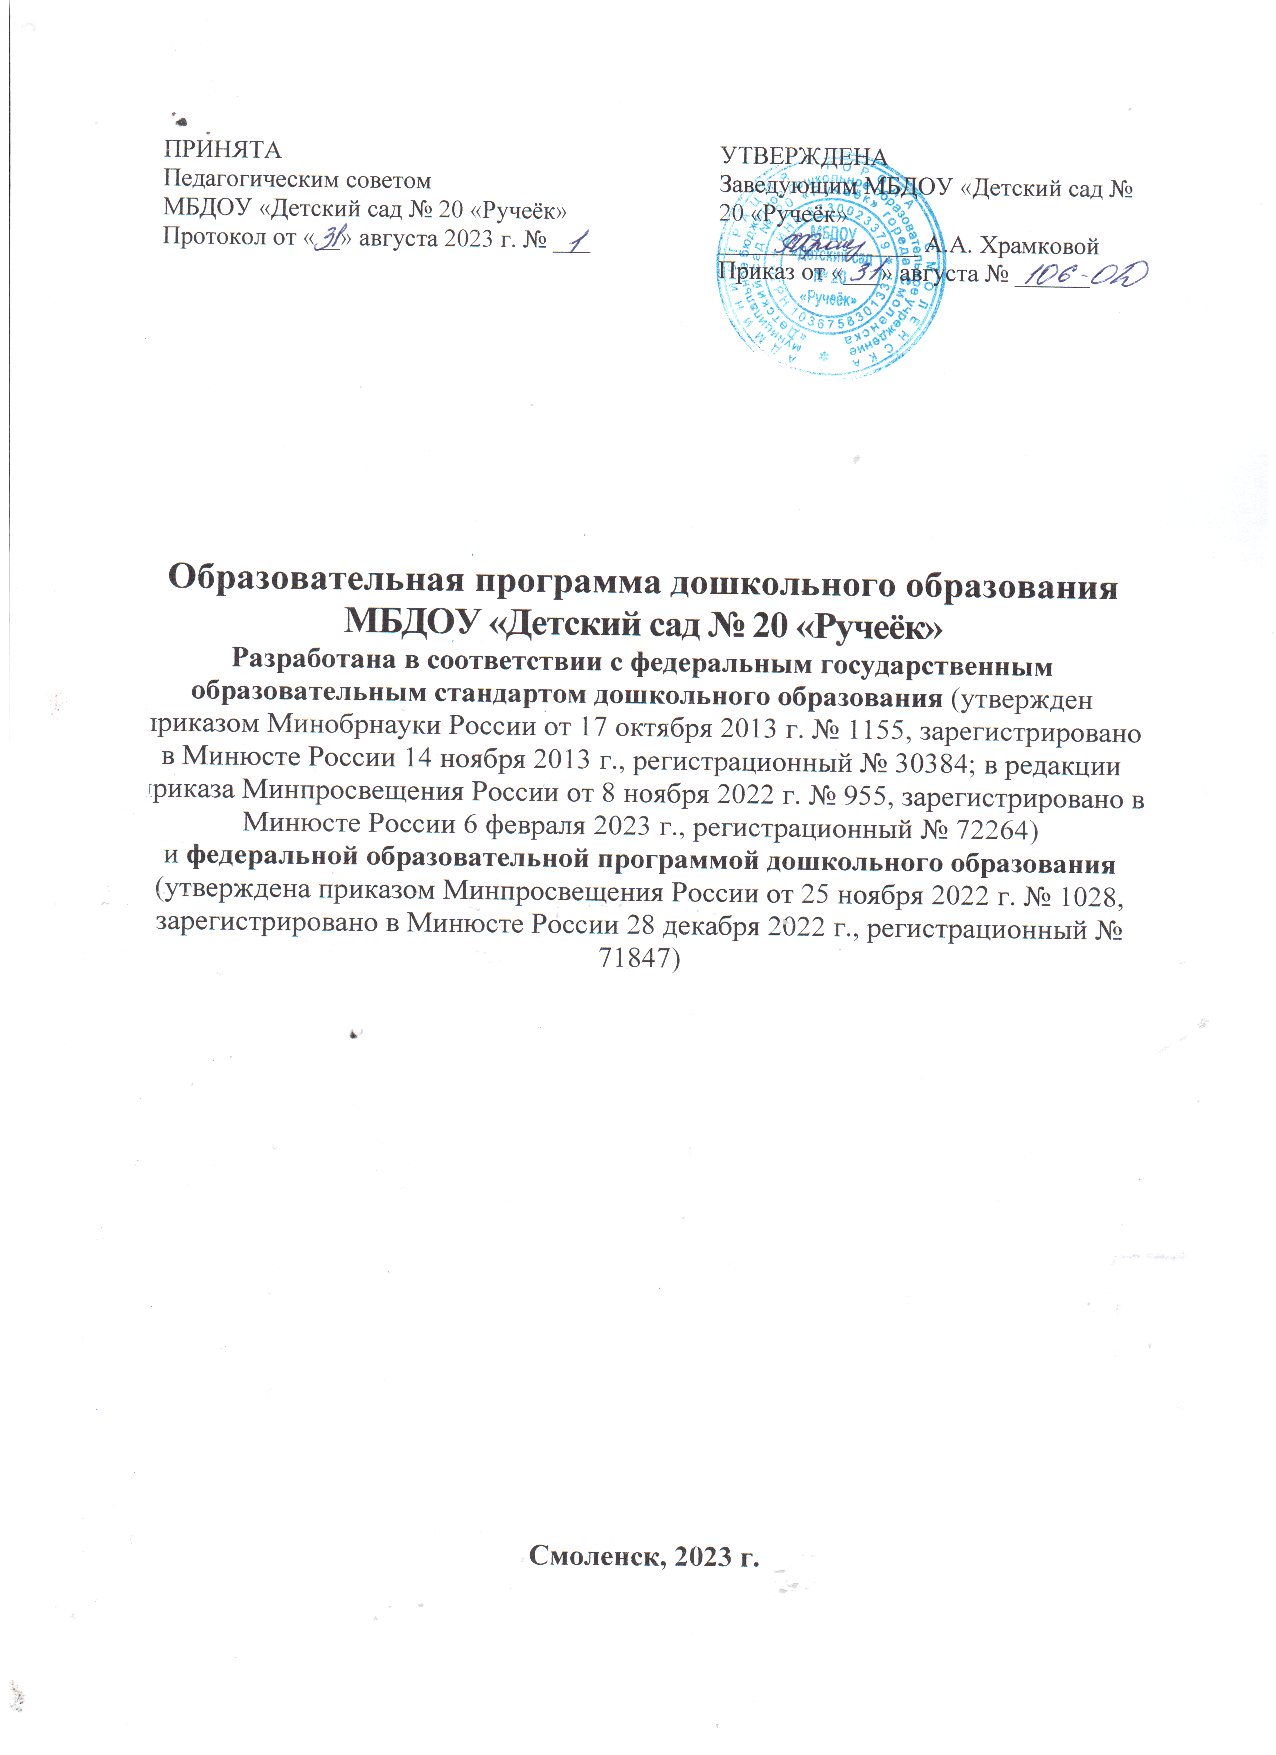 ПРИНЯТА
Педагогическим советом
МБДОУ «Детский сад № 20 «Ручеёк»
Протокол от «31» августа 2023 г. № 1
УТВЕРЖДЕНА
Заведующим МБДОУ «Детский сад №
20 «Ручеёк»
А.А. Храмковой
Приказ от «31» августа № 106-ОД
МБДОУ
«Детский сад
№ 20
«Ручеёк»
Образовательная программа дошкольного образования
МБДОУ «Детский сад № 20 «Ручеёк»
Разработана в соответствии с федеральным государственным
образовательным стандартом дошкольного образования (утвержден
приказом Минобрнауки России от 17 октября 2013 г. № 1155, зарегистрировано
в Минюсте России 14 ноября 2013 г., регистрационный № 30384; в редакции
приказа Минпросвещения России от 8 ноября 2022 г. № 955, зарегистрировано в
Минюсте России 6 февраля 2023 г., регистрационный № 72264)
и федеральной образовательной программой дошкольного образования
(утверждена приказом Минпросвещения России от 25 ноября 2022 г. № 1028,
зарегистрировано в Минюсте России 28 декабря 2022 г., регистрационный №
71847)
Смоленск, 2023 г.